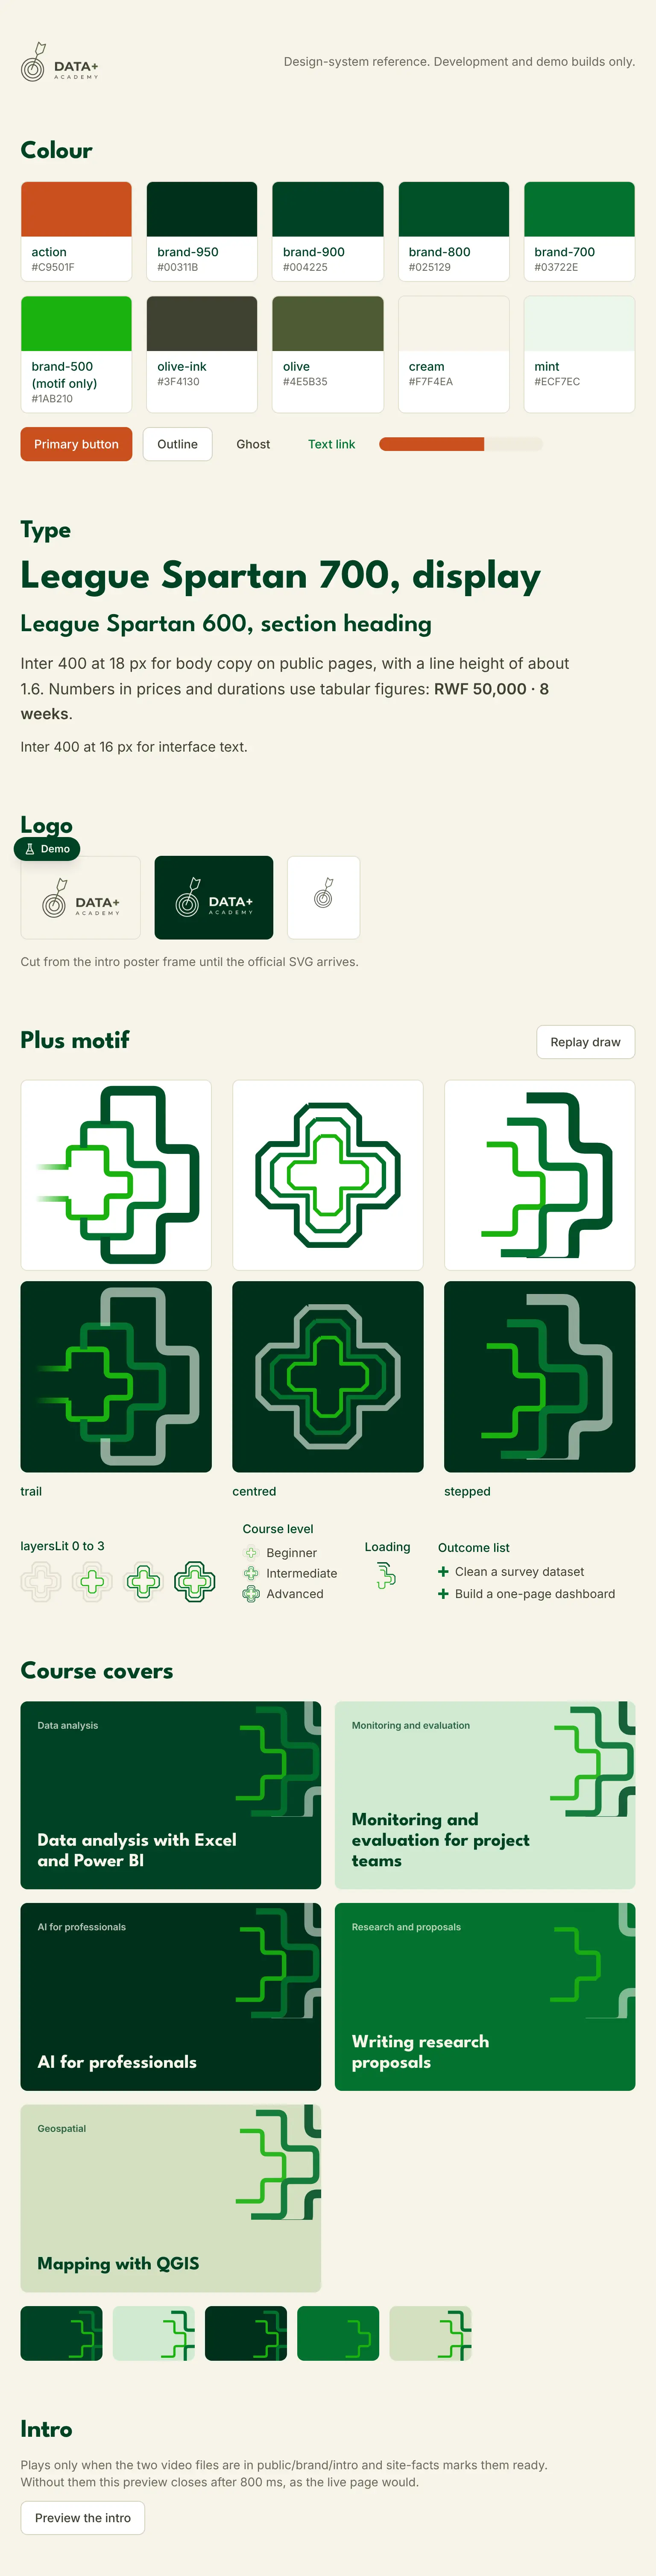 DATA+
ACADEMY
Design-system reference. Development and demo builds only.
Colour
action
#C9501F
brand-950
#00311B
brand-900
#004225
brand-800
#025129
brand-700
#03722E
brand-500
(motif only)
#1AB210
olive-ink
#3F4130
olive
#4E5B35
cream
#F7F4EA
mint
#ECF7EC
Primary button
Outline
Ghost
Text link
Type
League Spartan 700, display
League Spartan 600, section heading
Inter 400 at 18 px for body copy on public pages, with a line height of about
1.6. Numbers in prices and durations use tabular figures: RWF 50,000 · 8
weeks.
Inter 400 at 16 px for interface text.
Logo
Demo
DATA+
ACADEMY
DATA+
ACADEMY
Cut from the intro poster frame until the official SVG arrives.
Plus motif
Replay draw
trail
centred
stepped
layersLit 0 to 3
Course level
Beginner
Intermediate
Advanced
Loading
Outcome list
Clean a survey dataset
Build a one-page dashboard
Course covers
Data analysis
Data analysis with Excel
and Power BI
Monitoring and evaluation
Monitoring and
evaluation for project
teams
AI for professionals
AI for professionals
Research and proposals
Writing research
proposals
Geospatial
Mapping with QGIS
Intro
Plays only when the two video files are in public/brand/intro and site-facts marks them ready.
Without them this preview closes after 800 ms, as the live page would.
Preview the intro